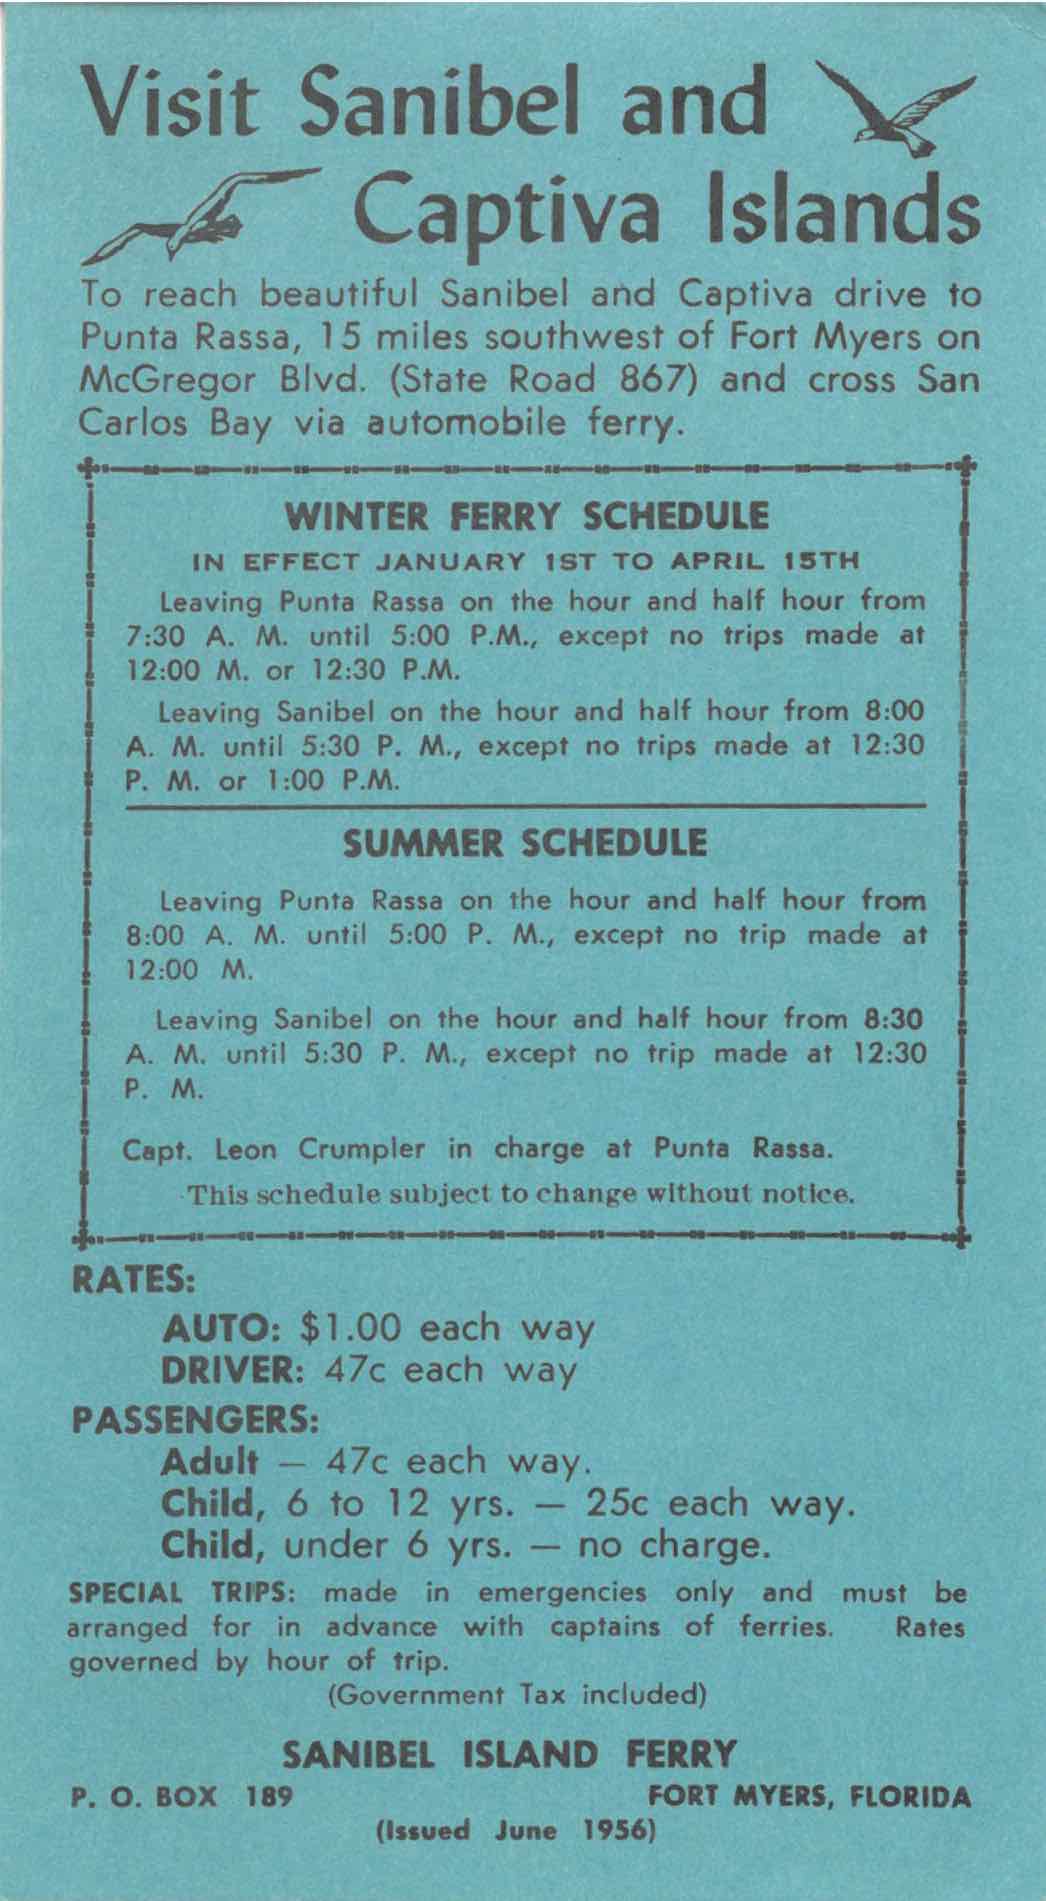 Visit Sanibel and
Captiva Islands
To reach beautiful Sanibel and Captiva drive to
Punta Rassa, 15 miles southwest of Fort Myers on
McGregor Blvd. (State Road 867) and cross San
Carlos Bay via automobile ferry.
WINTER FERRY SCHEDULE
IN EFFECT JANUARY 1ST TO APRIL 15TH
Leaving Punta Rassa on the hour and half hour from
7:30 A. M. until 5:00 P.M., except no trips made at
12:00 M. or 12:30 P.M.
Leaving Sanibel on the hour and half hour from 8:00
A. M. until 5:30 P. M., except no trips made at 12:30
P. M. or 1:00 P.M.
SUMMER SCHEDULE
Leaving Punta Rassa on the hour and half hour from
8:00 A. M. until 5:00 P. M., except no trip made at
12:00 M.
Leaving Sanibel on the hour and half hour from 8:30
A. M. until 5:30 P. M., except no trip made at 12:30
P. M.
Capt. Leon Crumpler in charge at Punta Rassa.
This schedule subject to change without notice.
RATES:
AUTO: $1.00 each way
DRIVER: 47c each way
PASSENGERS:
Adult — 47c each way.
Child, 6 to 12 yrs. — 25c each way.
Child, under 6 yrs. — no charge.
SPECIAL TRIPS: made in emergencies only and must be
arranged for in advance with captains of ferries. Rates
governed by hour of trip.
(Government Tax included)
SANIBEL ISLAND FERRY
P. O. BOX 189 FORT MYERS, FLORIDA
(Issued June 1956)